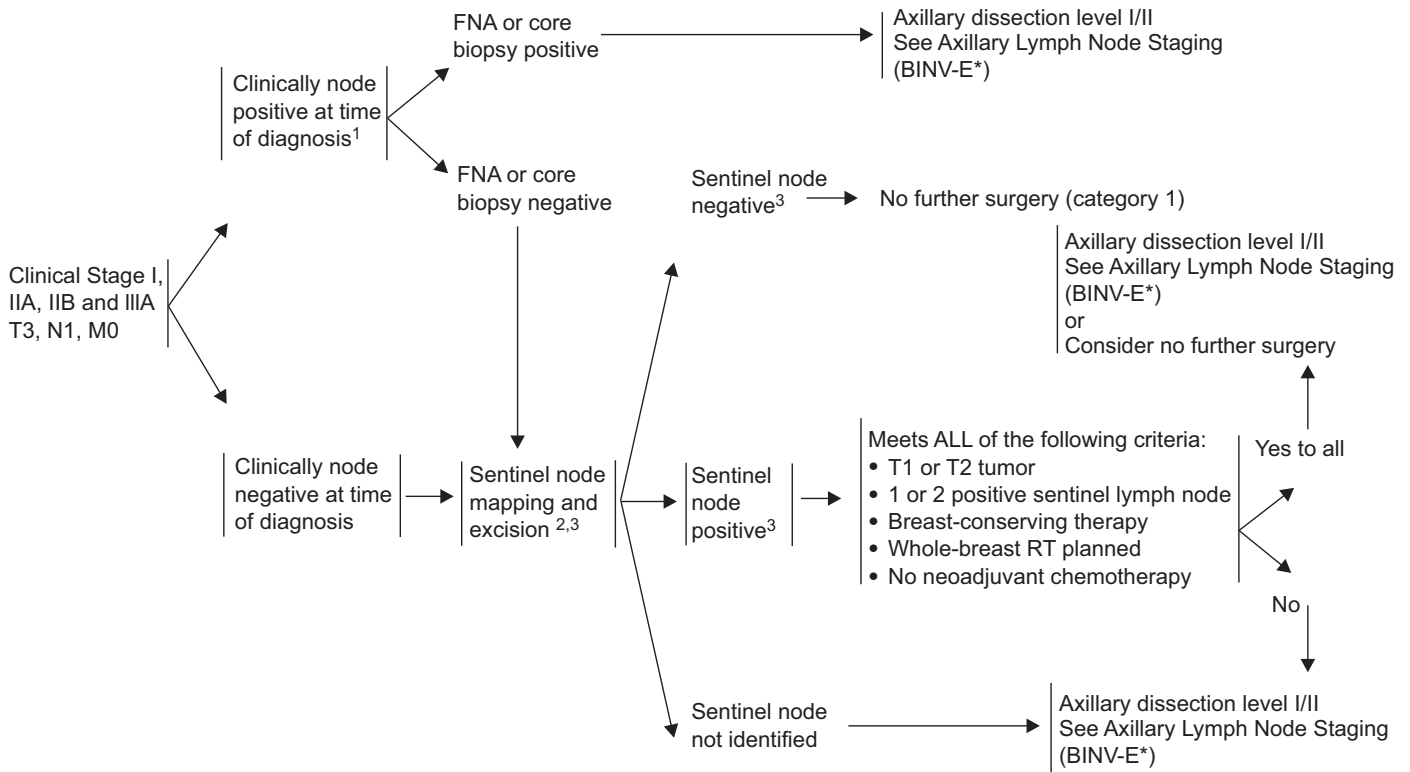 FNA or core
biopsy positive
Axillary dissection level I/II
See Axillary Lymph Node Staging
(BINV-E*)
Clinically node
positive at time
of diagnosis1
FNA or core
biopsy negative
Sentinel node
negative3
No further surgery (category 1)
Axillary dissection level I/II
See Axillary Lymph Node Staging
(BINV-E*)
or
Consider no further surgery
Clinical Stage I,
IIA, IIB and IIIA
T3, N1, M0
Clinically node
negative at time
of diagnosis
Sentinel node
mapping and
excision 2,3
Sentinel
node
positive3
Meets ALL of the following criteria:
• T1 or T2 tumor
• 1 or 2 positive sentinel lymph node
• Breast-conserving therapy
• Whole-breast RT planned
• No neoadjuvant chemotherapy
Yes to all
No
Sentinel node
not identified
Axillary dissection level I/II
See Axillary Lymph Node Staging
(BINV-E*)